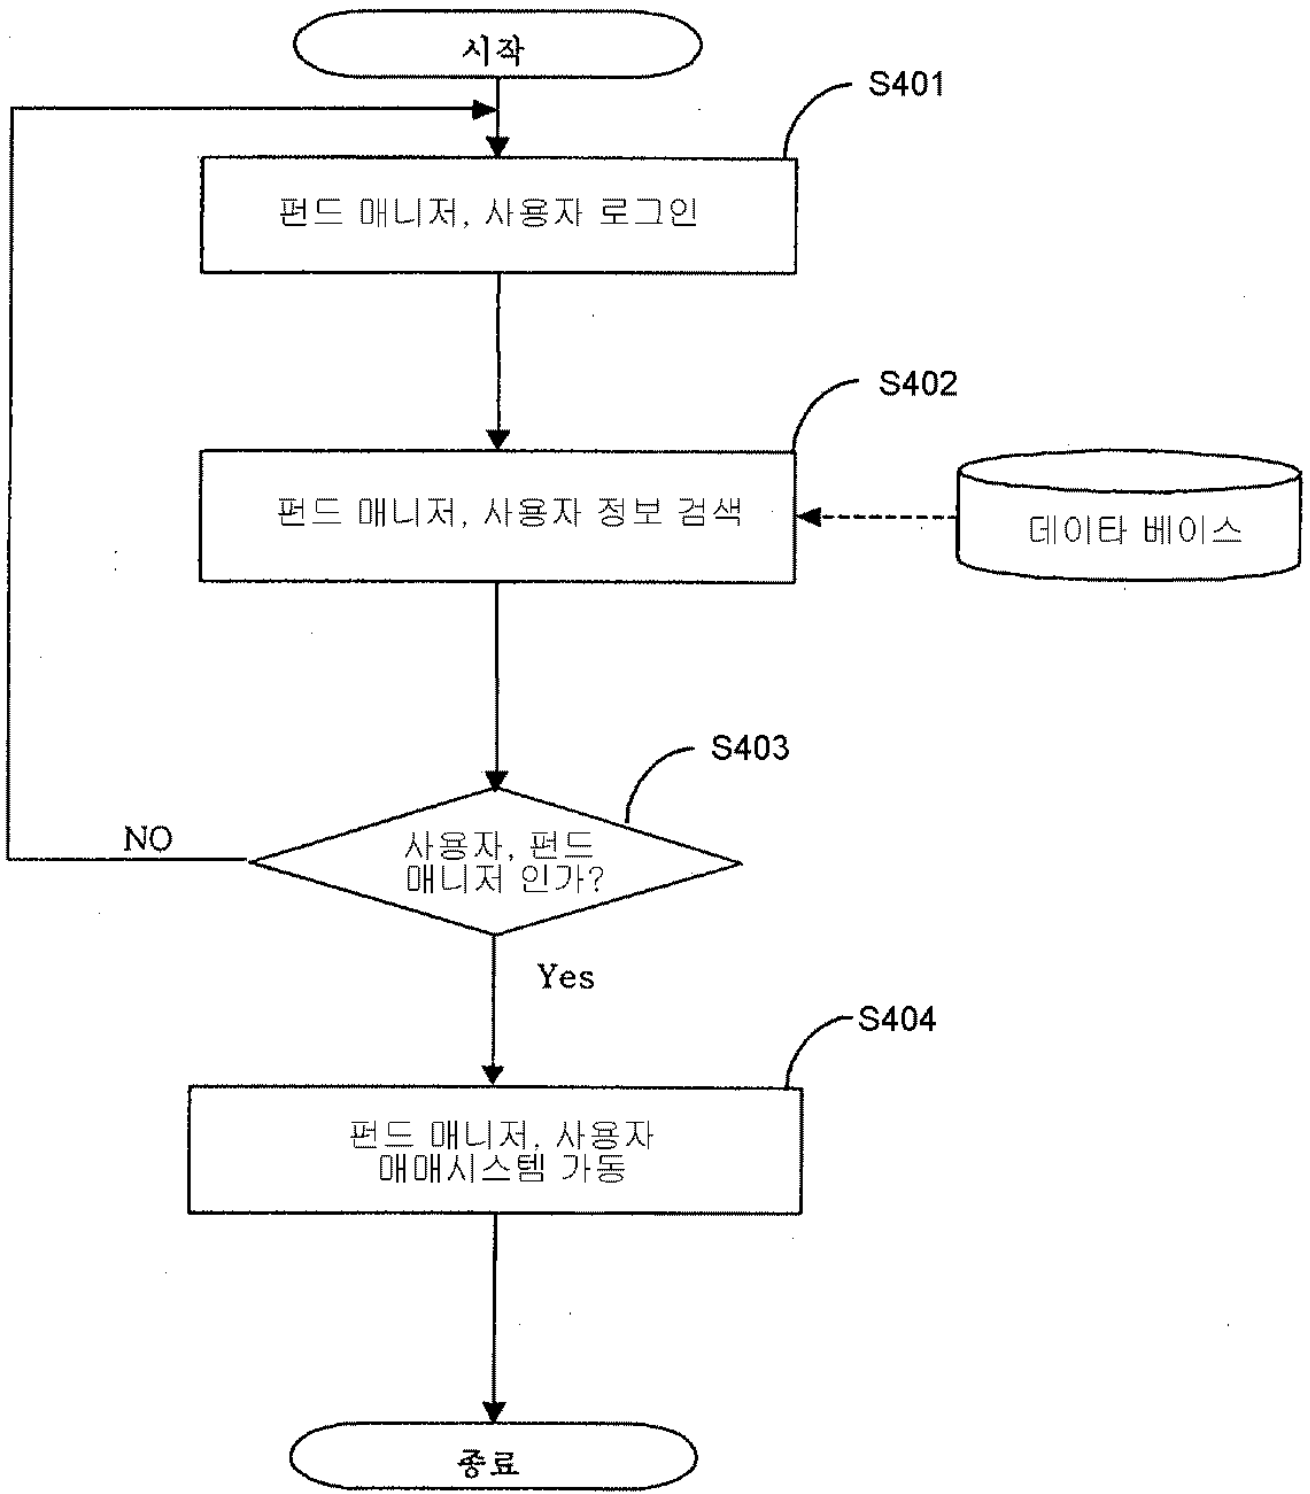 시작
S401
펀드 매니저, 사용자 로그인
S402
펀드 매니저, 사용자 정보 검색
데이타 베이스
S403
사용자, 펀드
매니저 인가?
NO
Yes
S404
펀드 매니저, 사용자
매매시스템 가동
종료